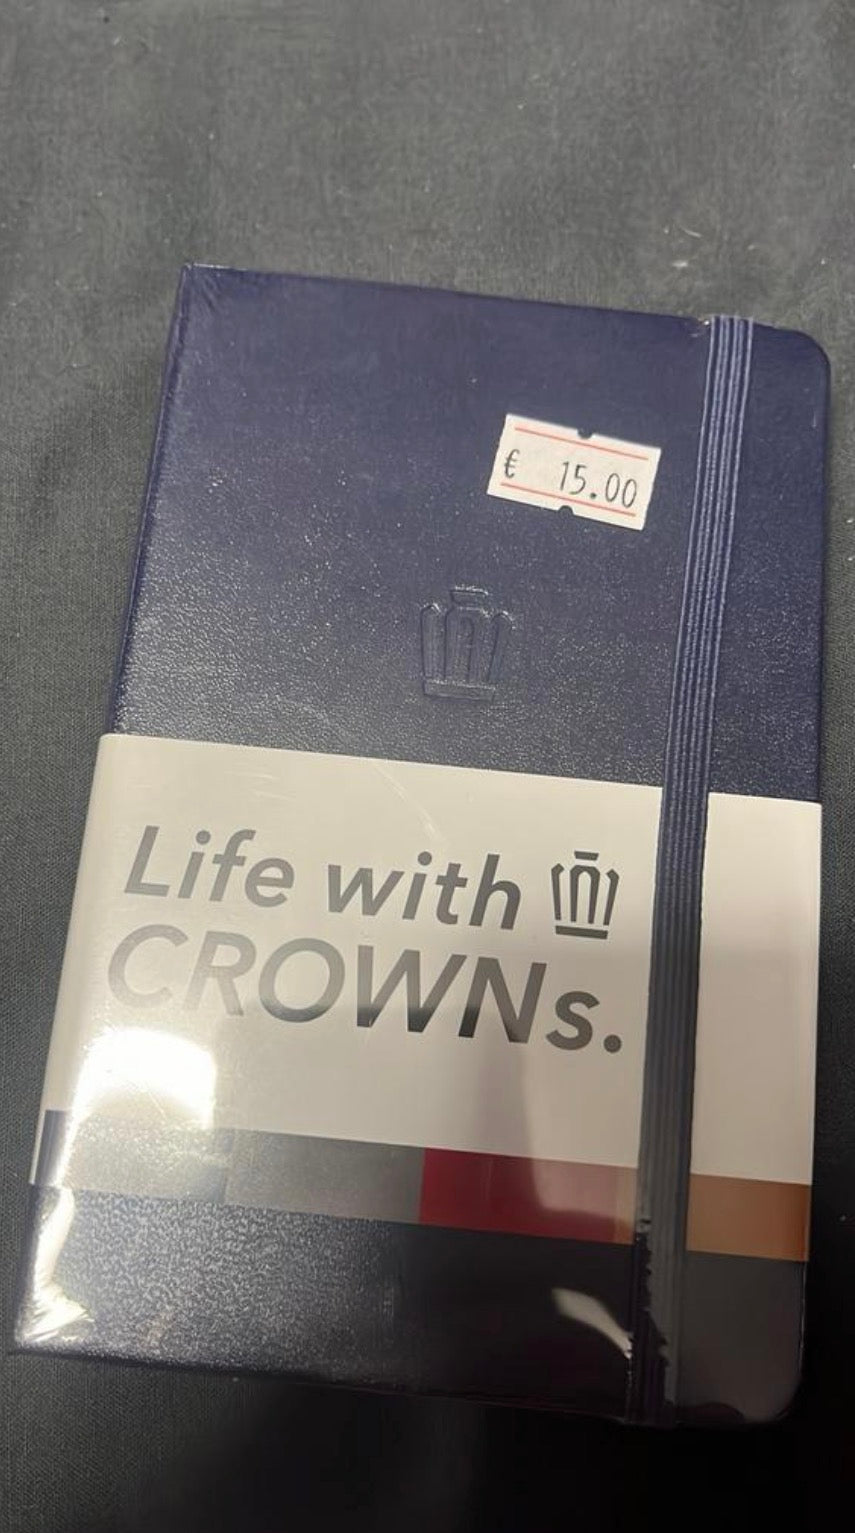 € 15.00
Life with
CROWNs.